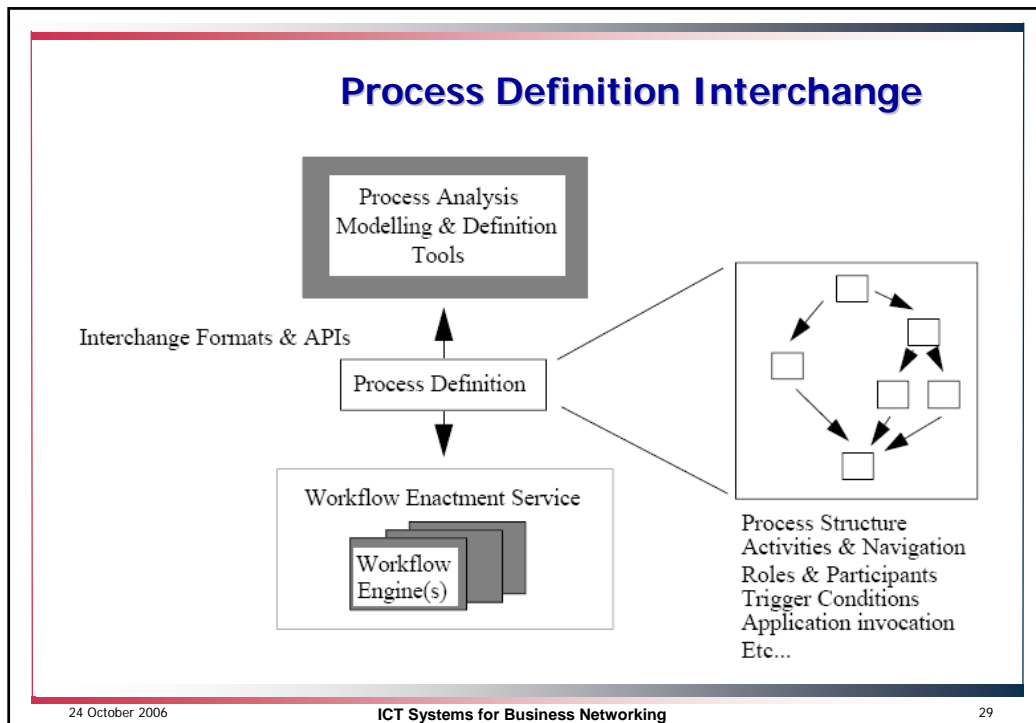 Process Definition Interchange
Process Analysis
Modelling & Definition
Tools
Interchange Formats & APIs
Process Definition
Workflow Enactment Service
Workflow
Engine(s)
Process Structure
Activities & Navigation
Roles & Participants
Trigger Conditions
Application invocation
Etc...
24 October 2006
ICT Systems for Business Networking
29